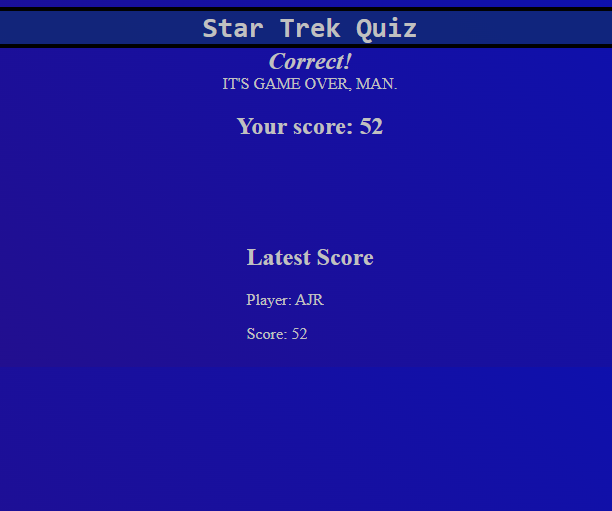 Star Trek Quiz
Correct!
IT'S GAME OVER, MAN.
Your score: 52
Latest Score
Player: AJR
Score: 52